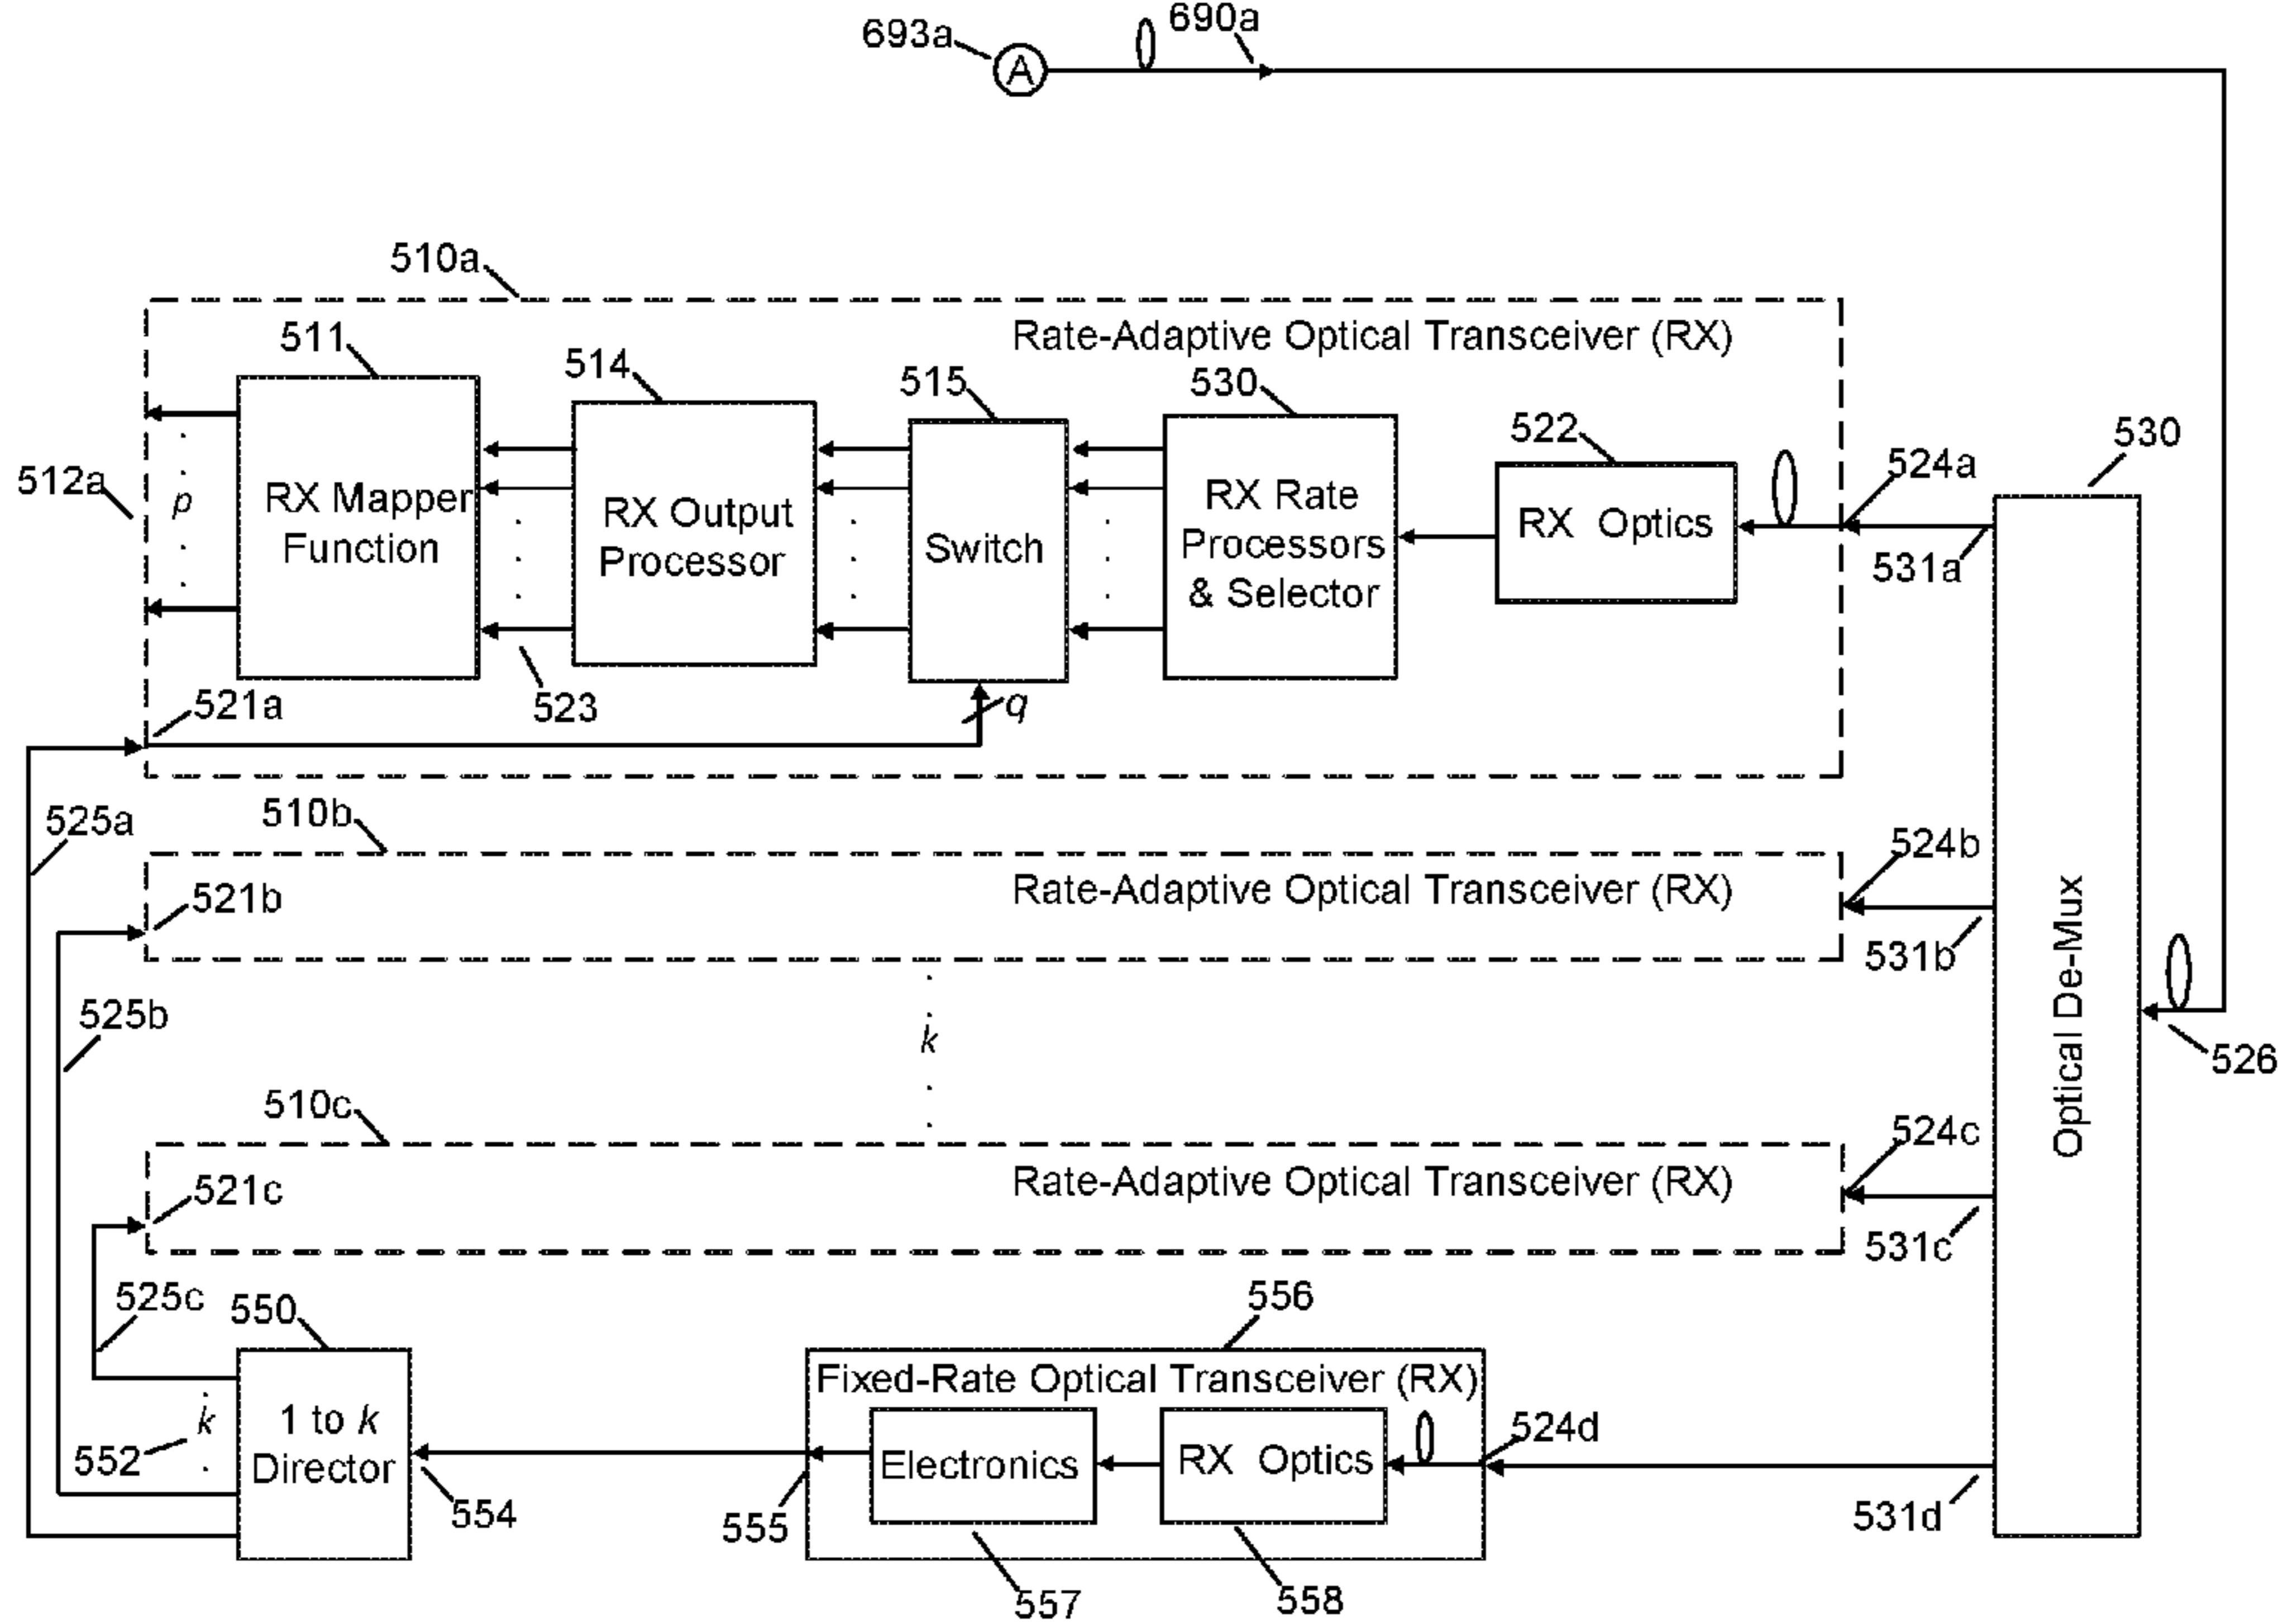 693a
A
690a
510a
Rate-Adaptive Optical Transceiver (RX)
511
514
515
530
522
530
512a
p
RX Mapper
Function
RX Output
Processor
Switch
RX Rate
Processors
& Selector
RX Optics
524a
531a
521a
523
q
525a
510b
Rate-Adaptive Optical Transceiver (RX)
521b
524b
531b
Optical De-Mux
525b
k
526
510c
Rate-Adaptive Optical Transceiver (RX)
521c
524c
531c
525c
550
556
Fixed-Rate Optical Transceiver (RX)
k
552
1 to k
Director
Electronics
RX Optics
524d
554
555
531d
557
558